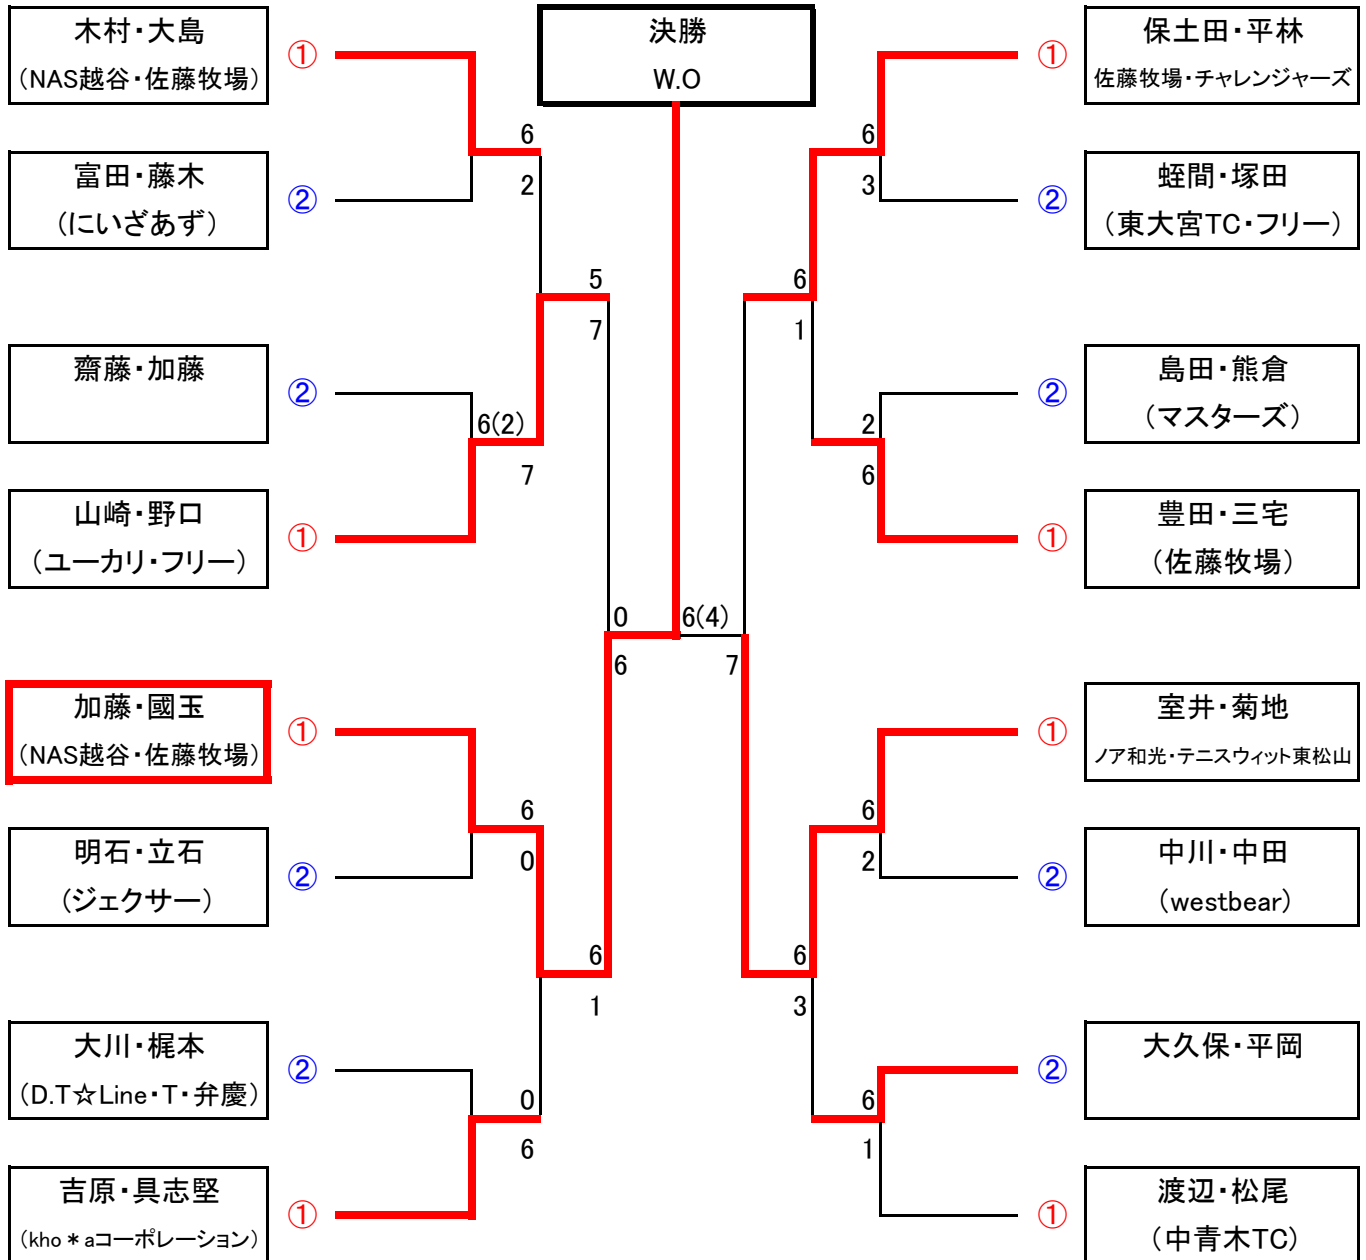 木村・大島
(NAS越谷・佐藤牧場)
①
6
2
富田・藤木
(にいざあず)
②
5
7
齋藤・加藤
②
6(2)
7
山崎・野口
(ユーカリ・フリー)
①
0
6
加藤・國玉
(NAS越谷・佐藤牧場)
①
6
0
明石・立石
(ジェクサー)
②
6
1
大川・梶本
(D.T☆Line・T・弁慶)
②
0
6
吉原・具志堅
(kho＊aコーポレーション)
①
決勝
W.O
保土田・平林
佐藤牧場・チャレンジャーズ
①
6
3
蛭間・塚田
(東大宮TC・フリー)
②
6
1
島田・熊倉
(マスターズ)
②
2
6
豊田・三宅
(佐藤牧場)
①
6(4)
7
室井・菊地
ノア和光・テニスウィット東松山
①
6
2
中川・中田
(westbear)
②
6
3
大久保・平岡
②
6
1
渡辺・松尾
(中青木TC)
①